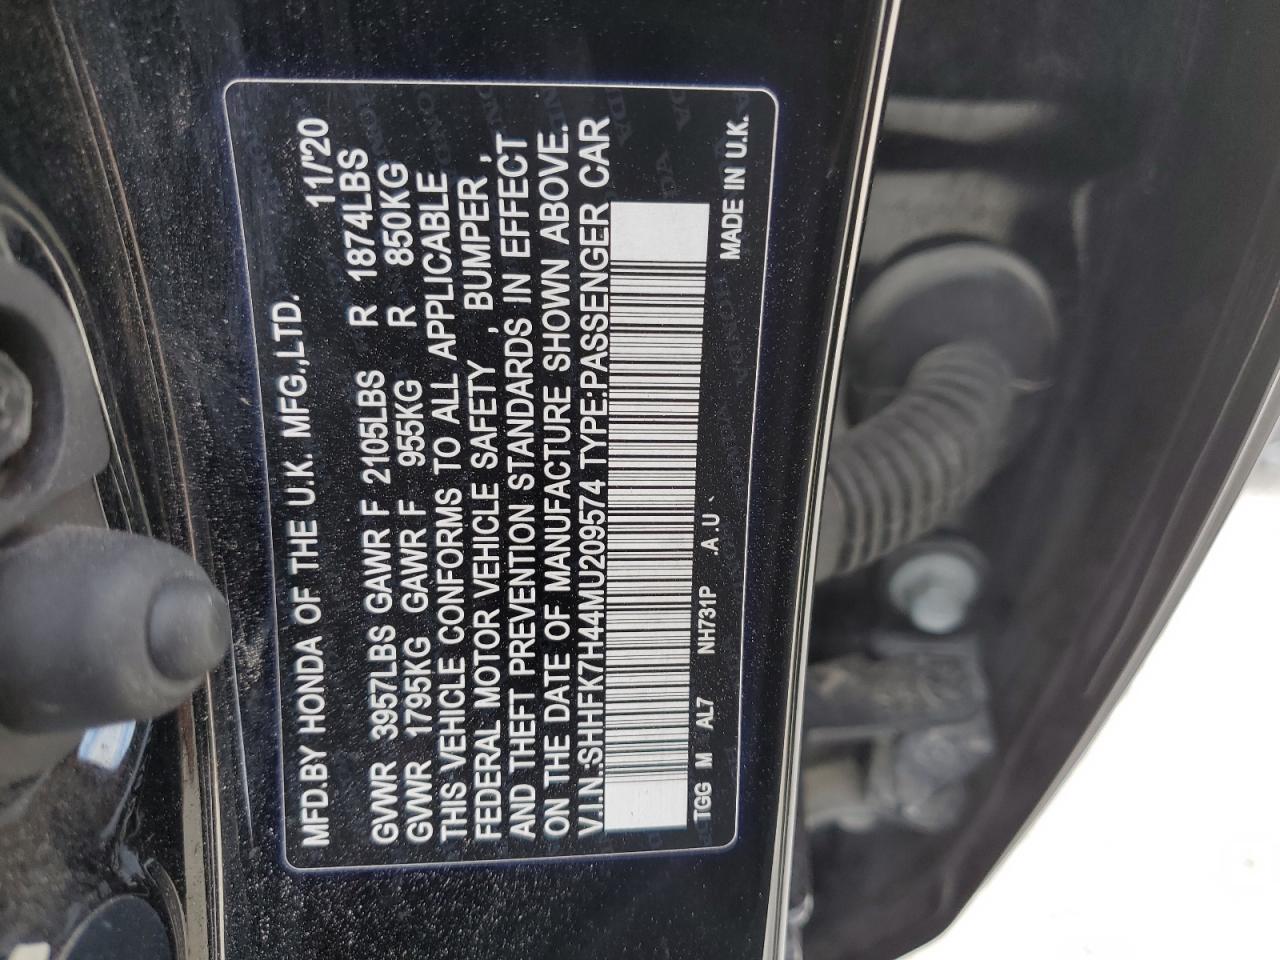 MFD.BY HONDA OF THE U.K. MFG.,LTD. 11/'20
GVWR 3957LBS GAWR F 2105LBS R 1874LBS
GVWR 1795KG GAWR F 955KG R 850KG
THIS VEHICLE CONFORMS TO ALL APPLICABLE
FEDERAL MOTOR VEHICLE SAFETY , BUMPER ,
AND THEFT PREVENTION STANDARDS IN EFFECT
ON THE DATE OF MANUFACTURE SHOWN ABOVE.
V.I.N.:SHHFK7H44MU209574 TYPE:PASSENGER CAR
TGG M AL7 NH731P .A.U. MADE IN U.K.